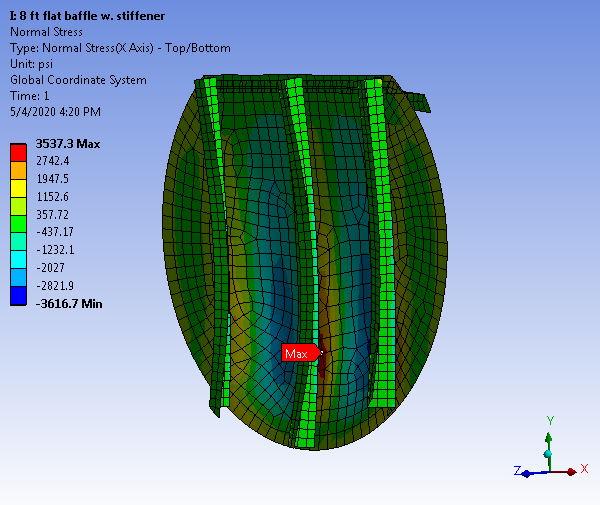 I: 8 ft flat baffle w. stiffener
Normal Stress
Type: Normal Stress(X Axis) - Top/Bottom
Unit: psi
Global Coordinate System
Time: 1
5/4/2020 4:20 PM
3537.3 Max
2742.4
1947.5
1152.6
357.72
-437.17
-1232.1
-2027
-2821.9
-3616.7 Min
Max
Y
Z
X